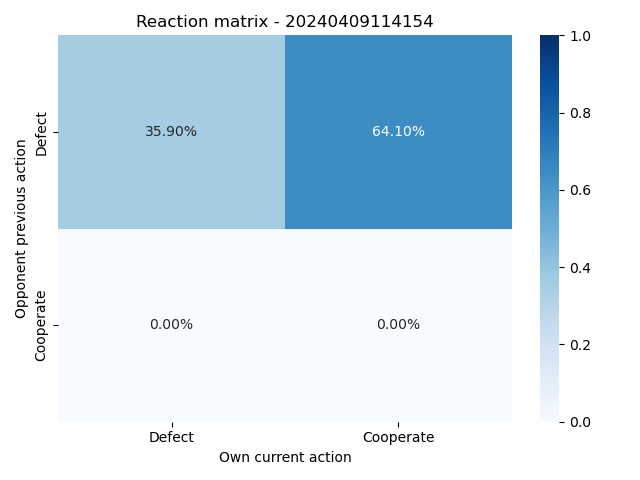 Reaction matrix - 20240409114154
Opponent previous action
Defect
35.90%
64.10%
Cooperate
0.00%
0.00%
Defect
Cooperate
Own current action
1.0
0.8
0.6
0.4
0.2
0.0